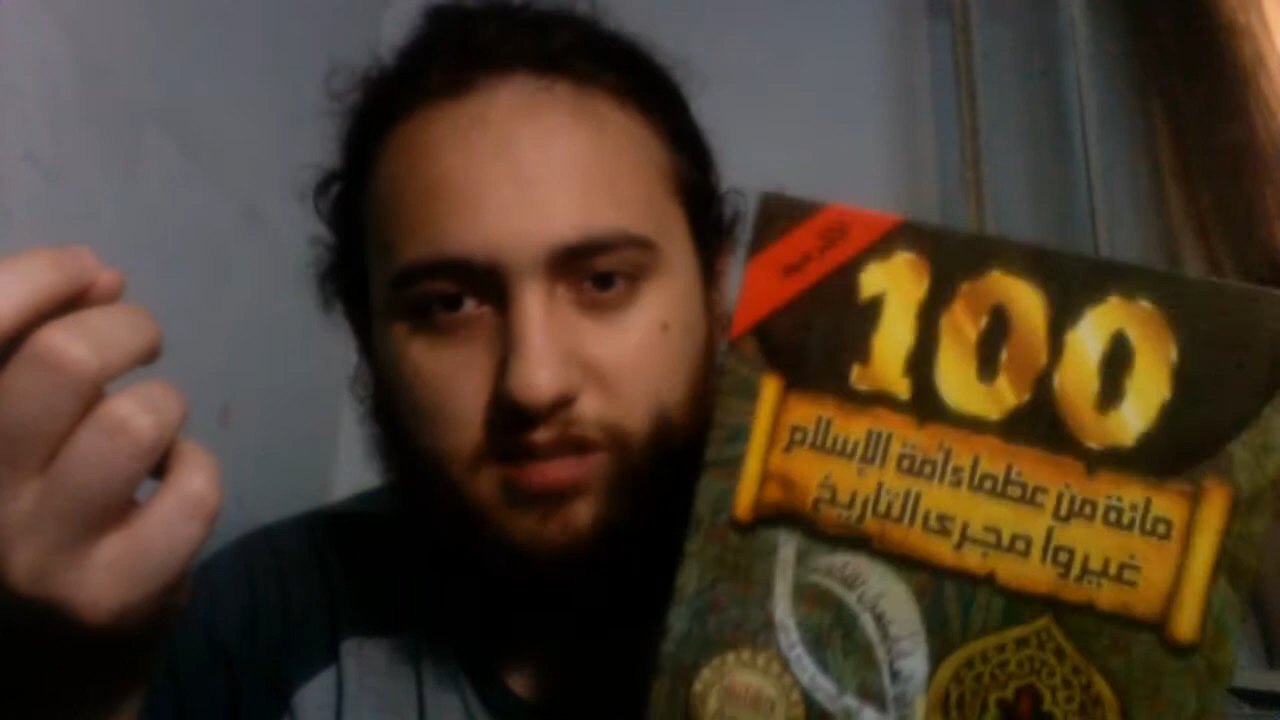 100
مائة من عظماء أمة الإسلام
غيروا مجرى التاريخ